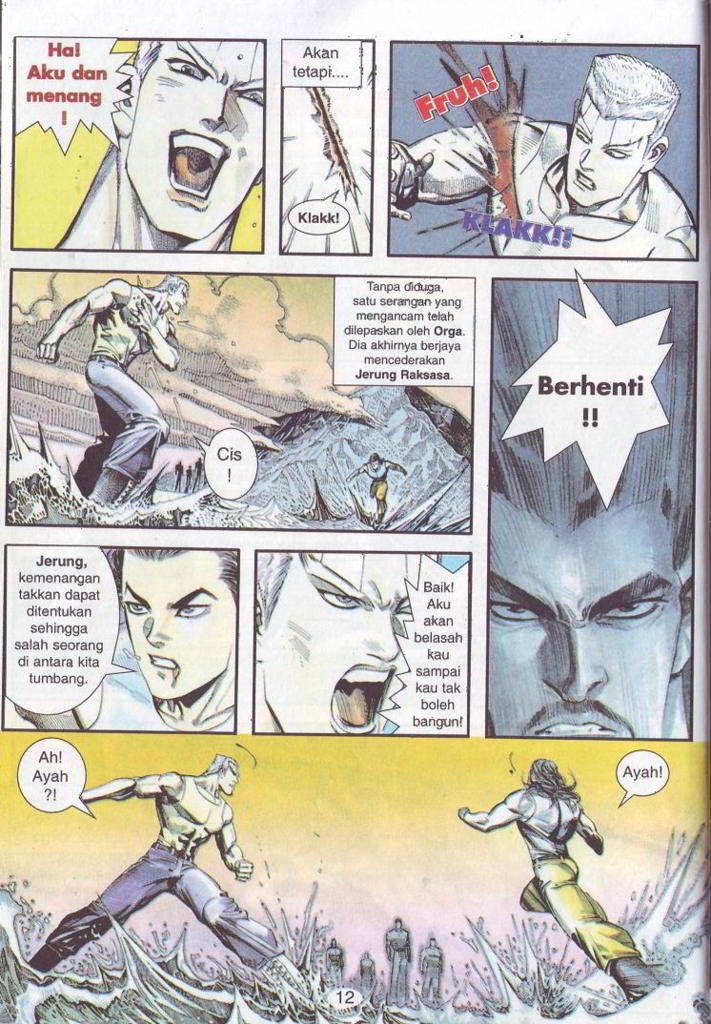 Ha!
Aku dan
menang
!
Akan
tetapi....
Klakk!
Fruh!
KLAKK!!
Tanpa diduga,
satu serangan yang
mengancam telah
dilepaskan oleh Orga.
Dia akhirnya berjaya
mencederakan
Jerung Raksasa.
Cis
!
Berhenti
!!
Jerung,
kemenangan
takkan dapat
ditentukan
sehingga
salah seorang
di antara kita
tumbang.
Baik!
Aku
akan
belasah
kau
sampai
kau tak
boleh
bangun!
Ah!
Ayah
?!
Ayah!
12